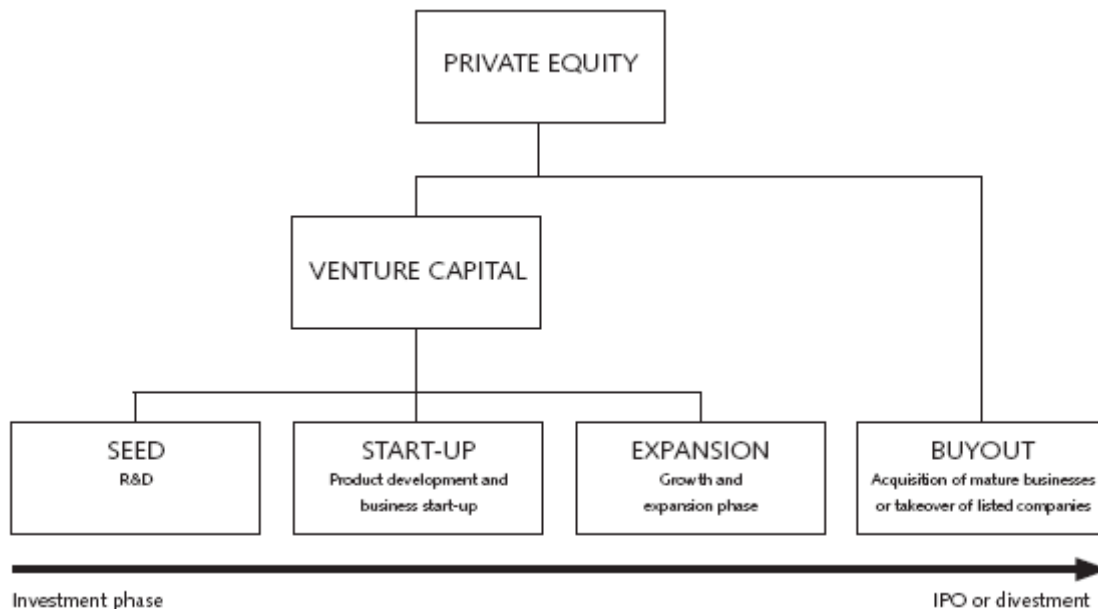 PRIVATE EQUITY
VENTURE CAPITAL
SEED
R&D
START-UP
Product development and
business start-up
EXPANSION
Growth and
expansion phase
BUYOUT
Acquisition of mature businesses
or takeover of listed companies
Investment phase
IPO or divestment